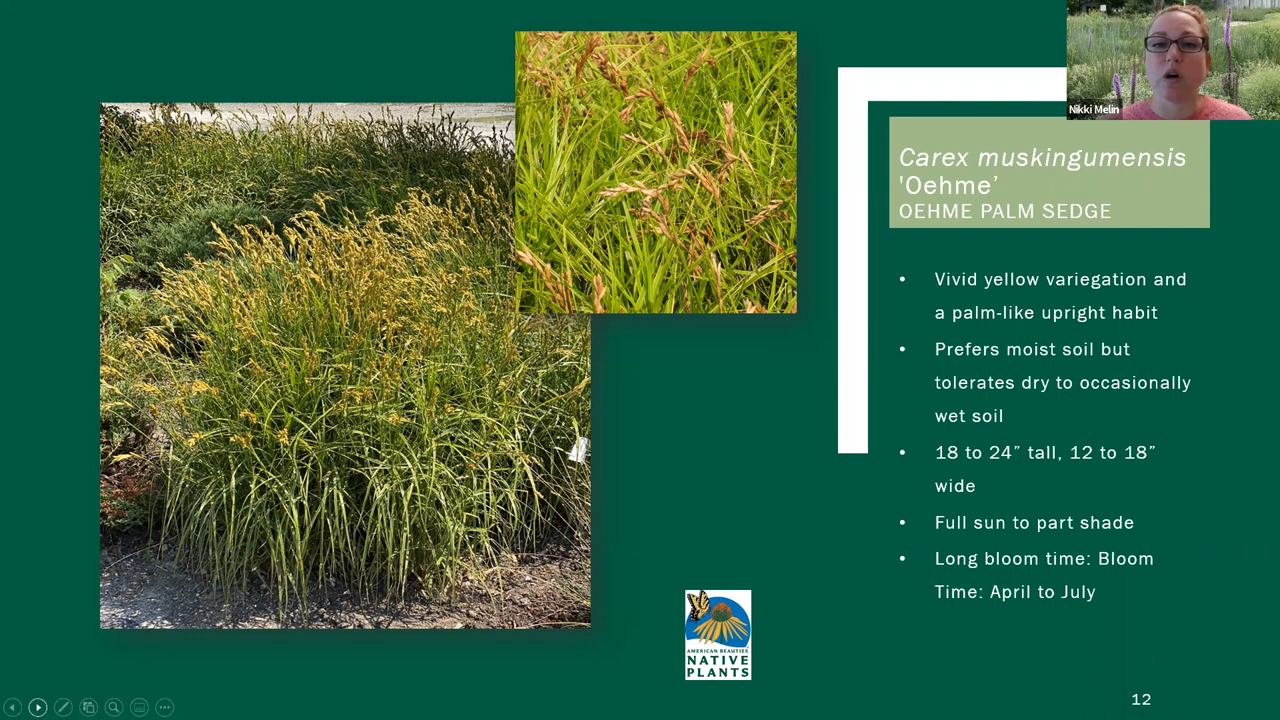 Nikki Melin
Carex muskingumensis
'Oehme’
OEHME PALM SEDGE
• Vivid yellow variegation and
a palm-like upright habit
• Prefers moist soil but
tolerates dry to occasionally
wet soil
• 18 to 24” tall, 12 to 18”
wide
• Full sun to part shade
• Long bloom time: Bloom
Time: April to July
AMERICAN BEAUTIES
NATIVE
PLANTS
12